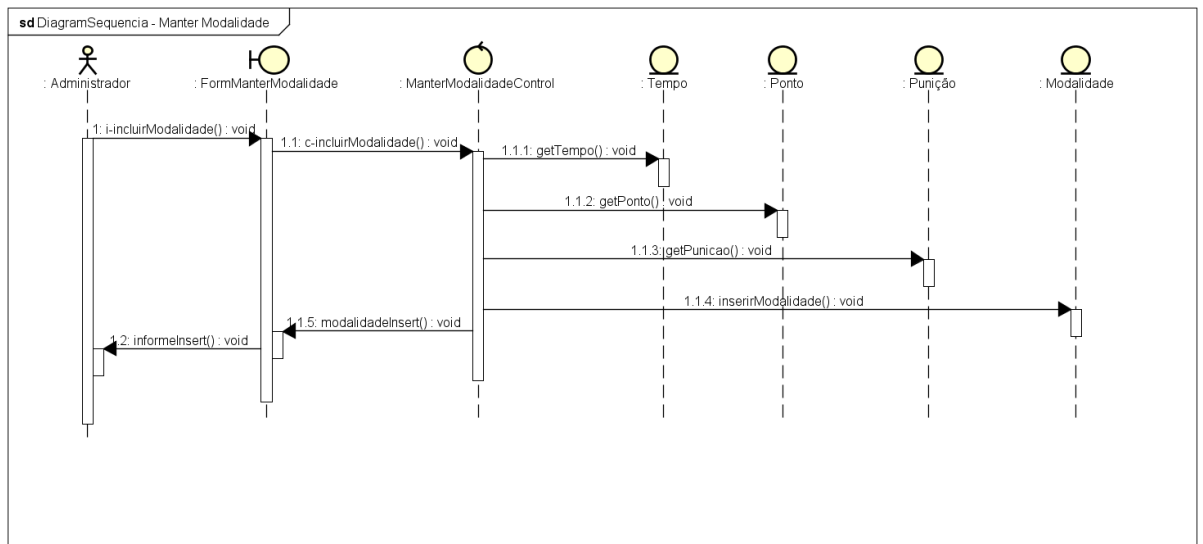 sd DiagramSequencia - Manter Modalidade
: Administrador
: FormManterModalidade
: ManterModalidadeControl
: Tempo
: Ponto
: Punição
: Modalidade
1: i-incluirModalidade() : void
1.1: c-incluirModalidade() : void
1.1.1: getTempo() : void
1.1.2: getPonto() : void
1.1.3: getPunicao() : void
1.1.4: inserirModalidade() : void
1.1.5: modalidadeInsert() : void
1.2: informeInsert() : void